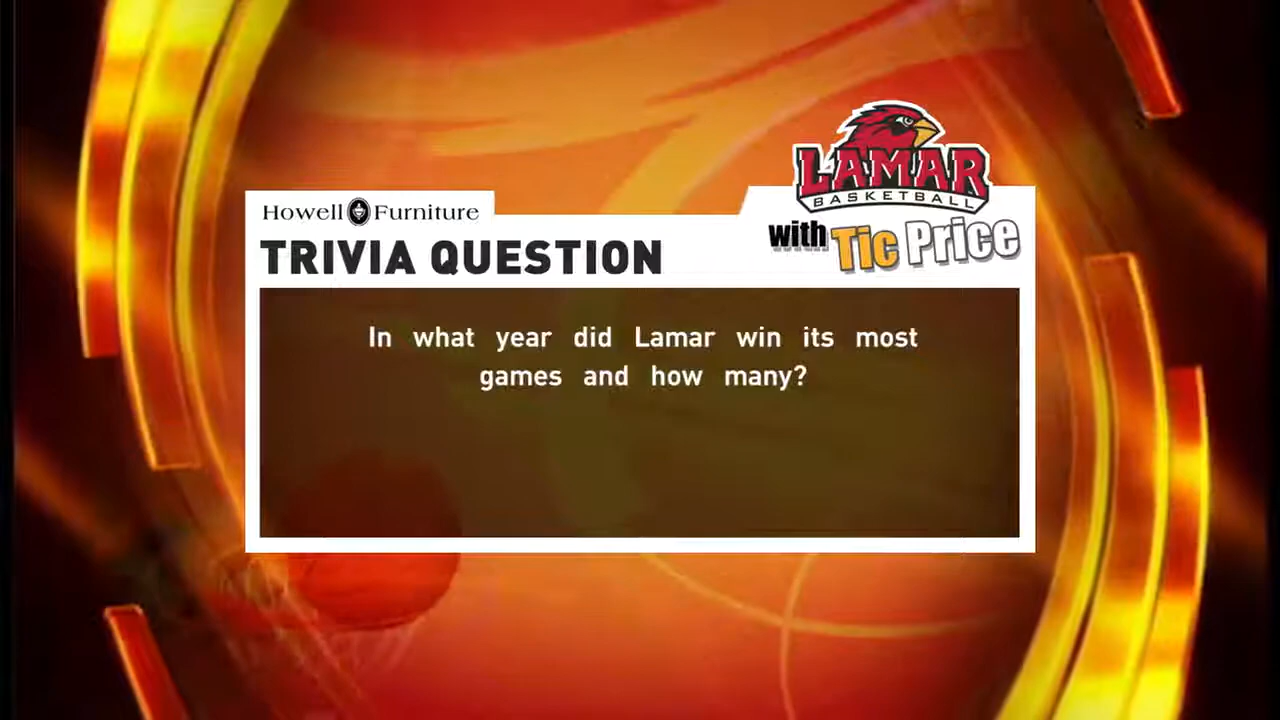 LAMAR
BASKETBALL
Howell Furniture
with Tic Price
TRIVIA QUESTION
In what year did Lamar win its most
games and how many?